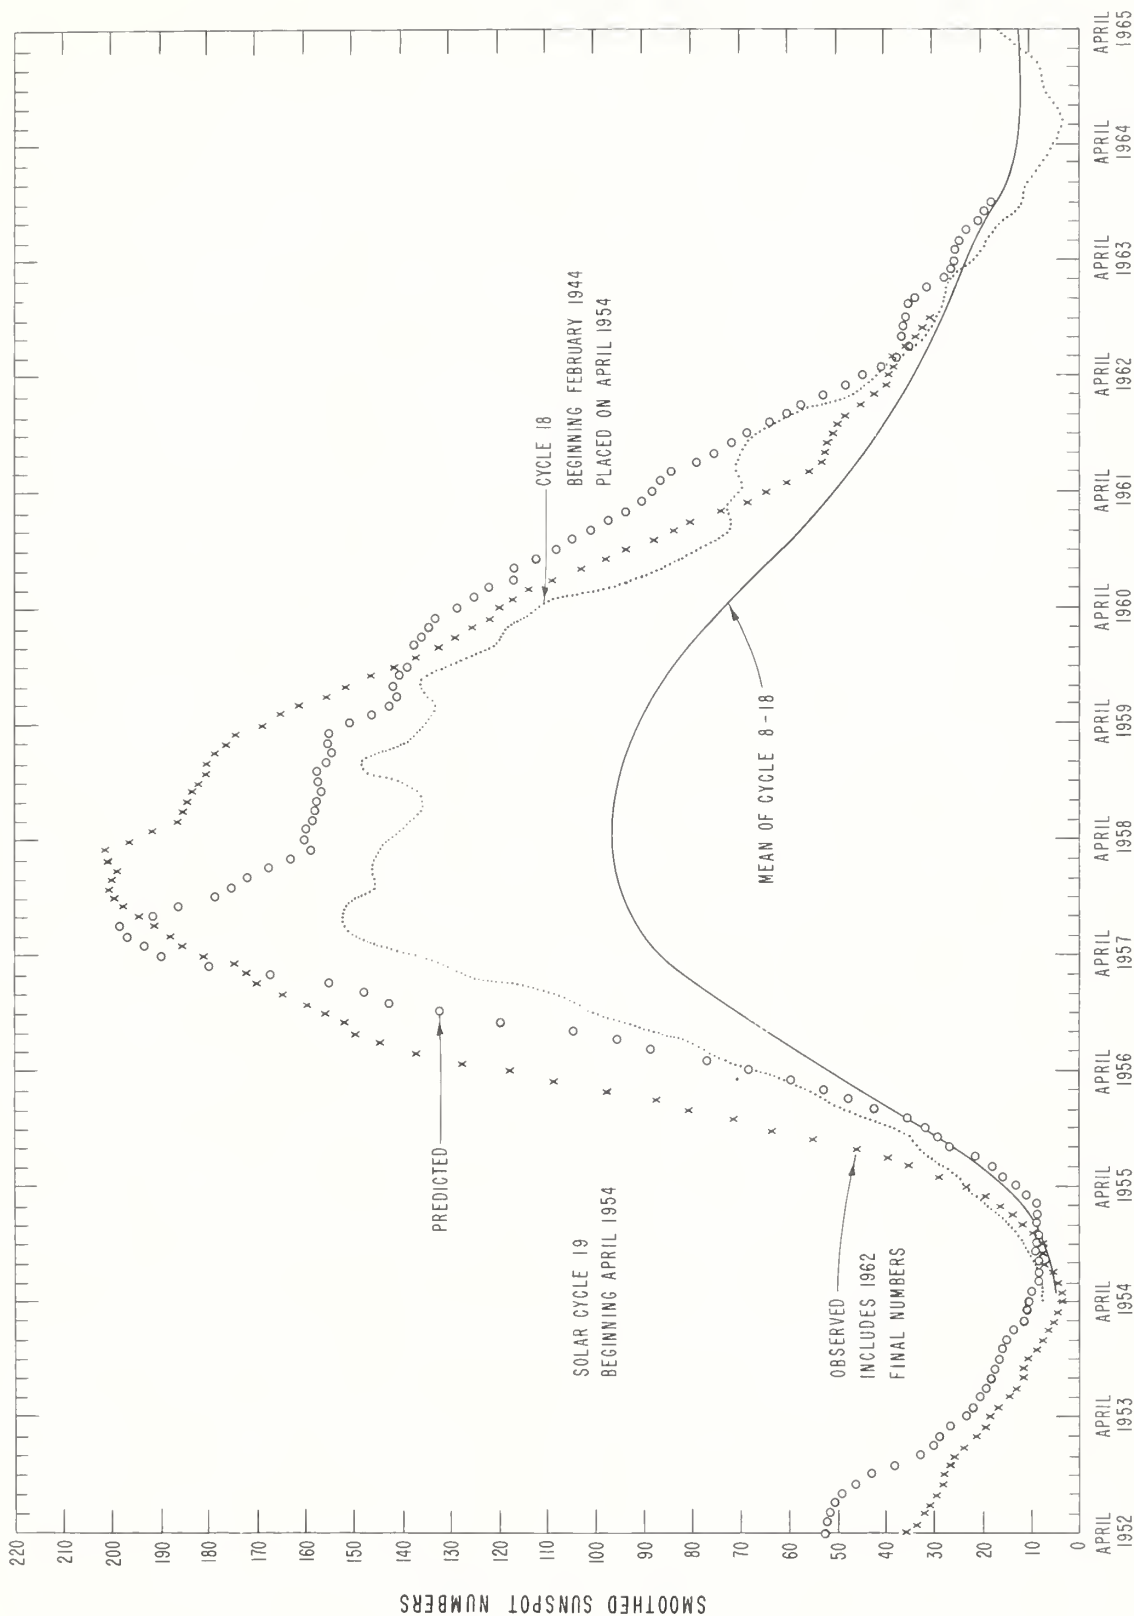 SMOOTHED SUNSPOT NUMBERS
220
210
200
190
180
170
160
150
140
130
120
110
100
90
80
70
60
50
40
30
20
10
0
PREDICTED
SOLAR CYCLE 19
BEGINNING APRIL 1954
OBSERVED
INCLUDES 1962
FINAL NUMBERS
CYCLE 18
BEGINNING FEBRUARY 1944
PLACED ON APRIL 1954
MEAN OF CYCLE 8-18
APRIL
1952
APRIL
1953
APRIL
1954
APRIL
1955
APRIL
1956
APRIL
1957
APRIL
1958
APRIL
1959
APRIL
1960
APRIL
1961
APRIL
1962
APRIL
1963
APRIL
1964
APRIL
1965